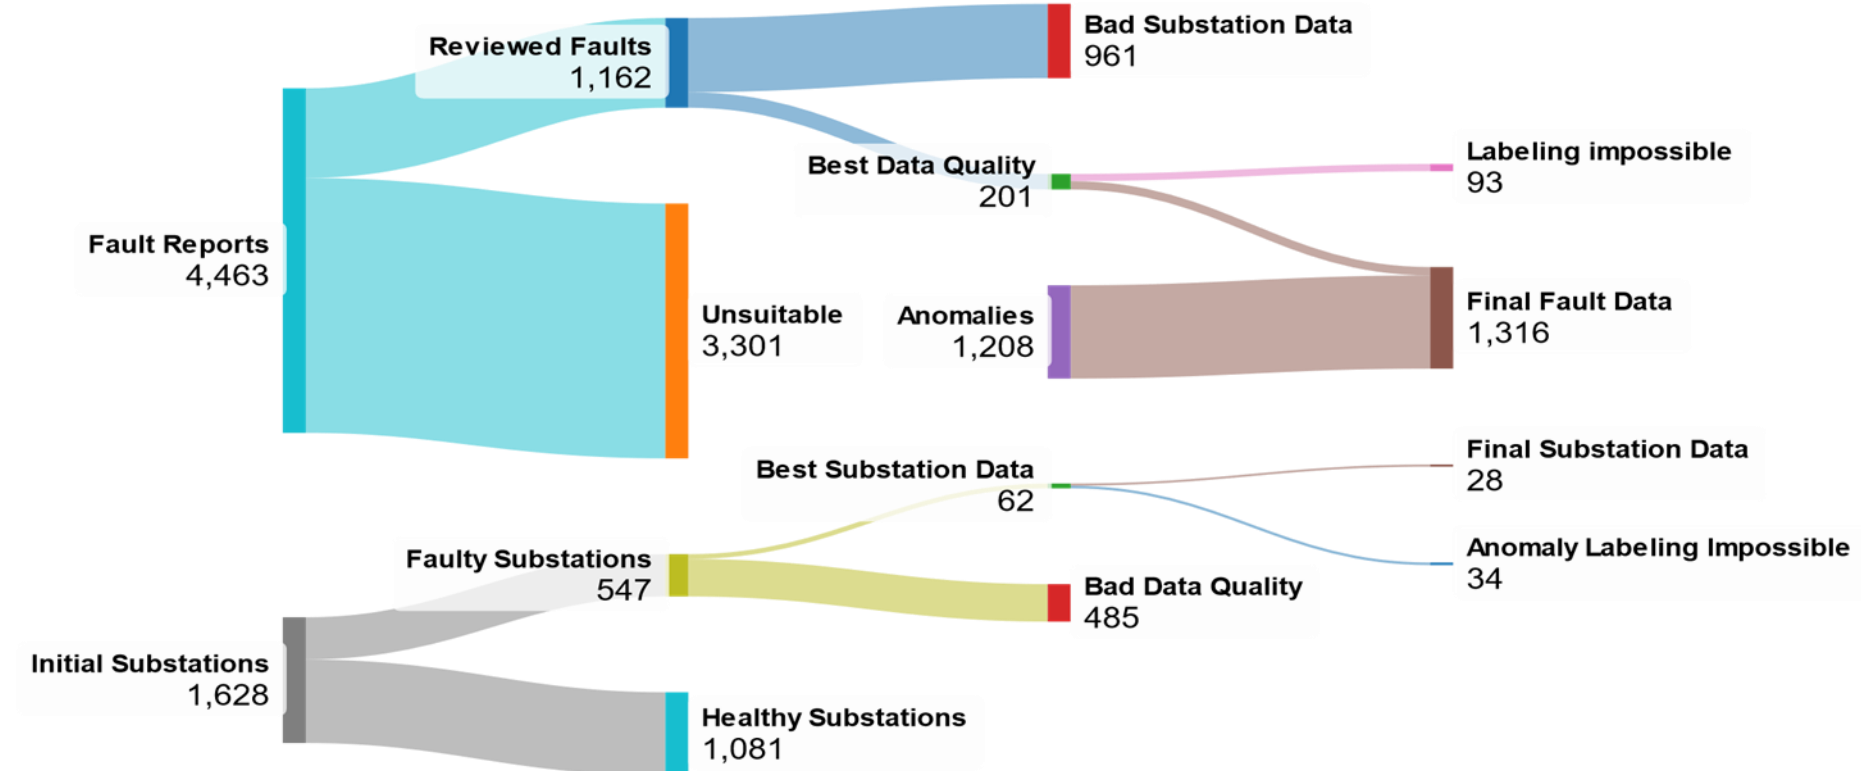 Reviewed Faults
1,162
Bad Substation Data
961
Best Data Quality
201
Labeling impossible
93
Fault Reports
4,463
Unsuitable
3,301
Anomalies
1,208
Final Fault Data
1,316
Best Substation Data
62
Final Substation Data
28
Faulty Substations
547
Bad Data Quality
485
Anomaly Labeling Impossible
34
Initial Substations
1,628
Healthy Substations
1,081